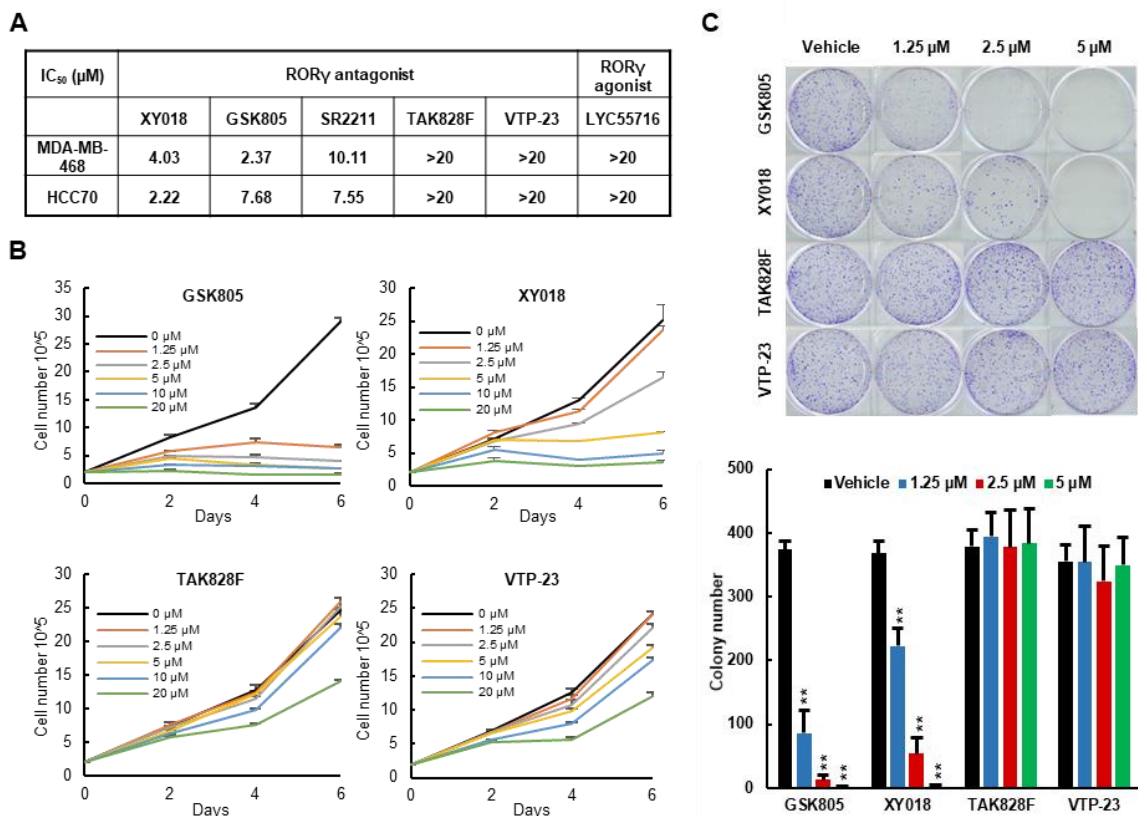 A
IC50 (µM) RORγ antagonist RORγ agonist
XY018 GSK805 SR2211 TAK828F VTP-23 LYC55716
MDA-MB-468 4.03 2.37 10.11 >20 >20 >20
HCC70 2.22 7.68 7.55 >20 >20 >20
B
GSK805
Cell number 10^5
35
30
25
20
15
10
5
0
0 µM
1.25 µM
2.5 µM
5 µM
10 µM
20 µM
0 2 4 6
Days
XY018
Cell number 10^5
30
25
20
15
10
5
0
0 µM
1.25 µM
2.5 µM
5 µM
10 µM
20 µM
0 2 4 6
Days
TAK828F
Cell number 10^5
30
25
20
15
10
5
0
0 µM
1.25 µM
2.5 µM
5 µM
10 µM
20 µM
0 2 4 6
Days
VTP-23
Cell number 10^5
30
25
20
15
10
5
0
0 µM
1.25 µM
2.5 µM
5 µM
10 µM
20 µM
0 2 4 6
Days
C
Vehicle 1.25 µM 2.5 µM 5 µM
GSK805
XY018
TAK828F
VTP-23
Vehicle 1.25 µM 2.5 µM 5 µM
Colony number
500
400
300
200
100
0
** ** ** ** ** **
GSK805 XY018 TAK828F VTP-23